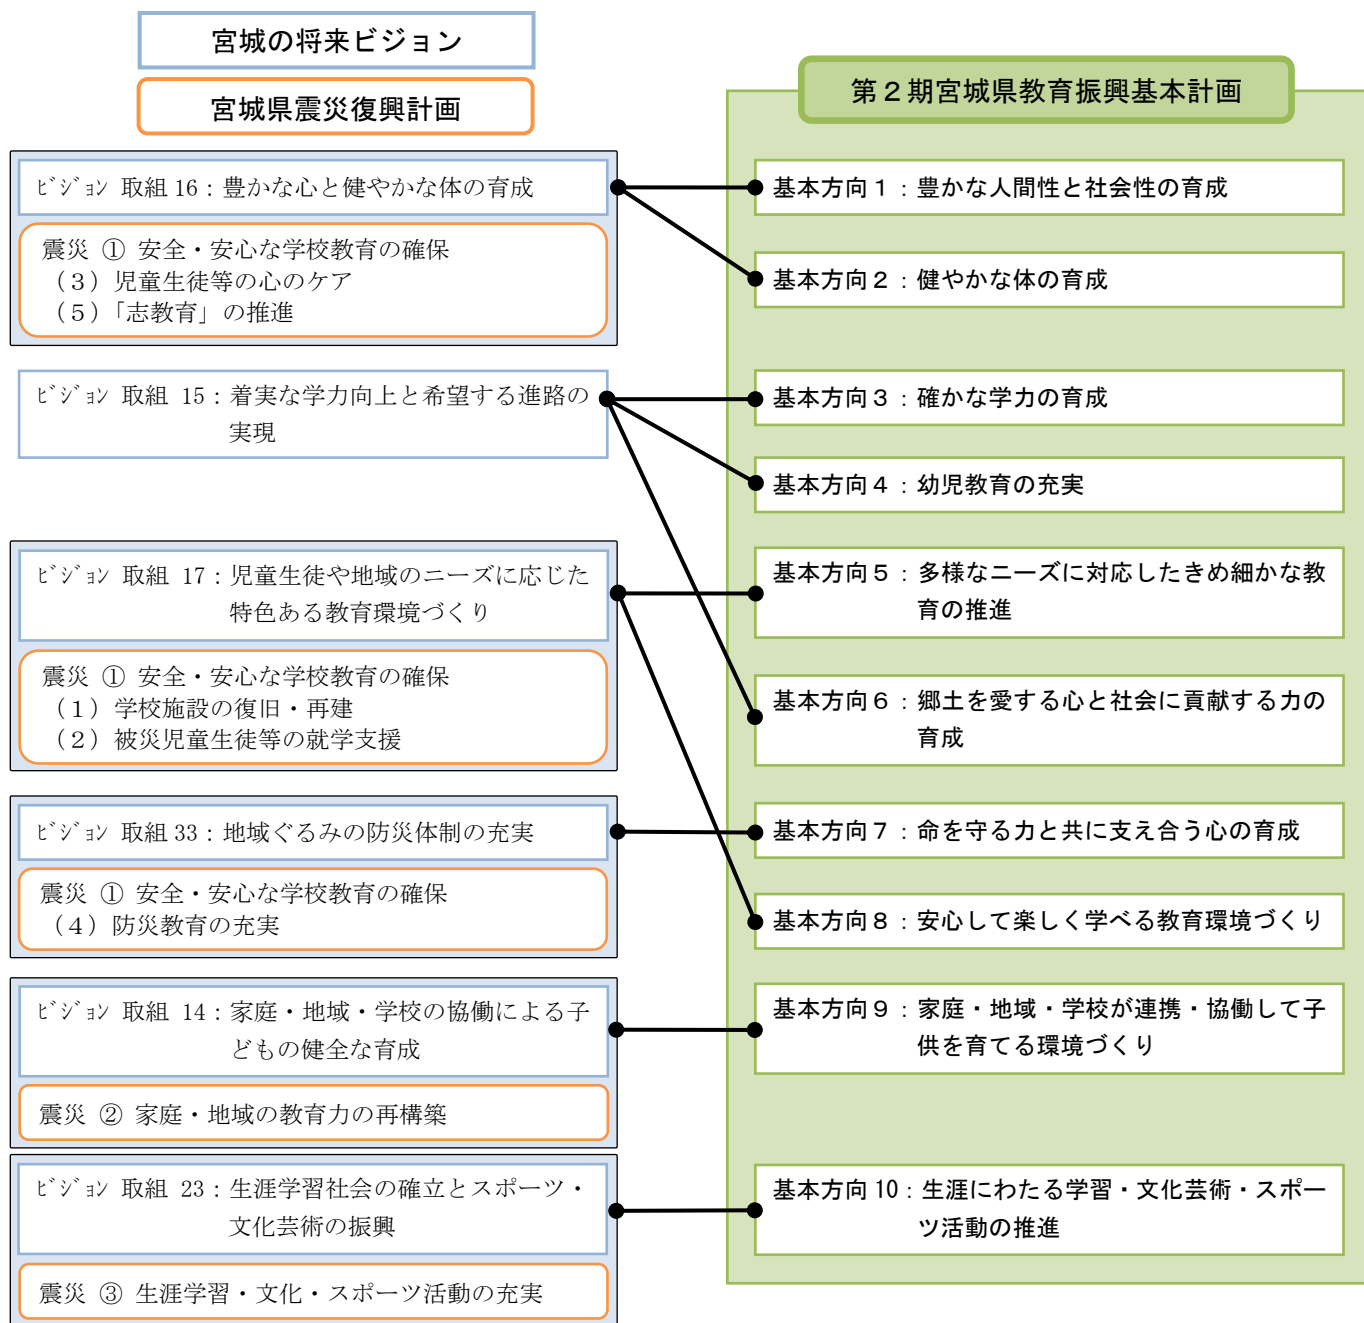 宮城の将来ビジョン
宮城県震災復興計画
ﾋﾞｼﾞｮﾝ 取組 16：豊かな心と健やかな体の育成
震災 ① 安全・安心な学校教育の確保
（３）児童生徒等の心のケア
（５）「志教育」の推進
ﾋﾞｼﾞｮﾝ 取組 15：着実な学力向上と希望する進路の
実現
ﾋﾞｼﾞｮﾝ 取組 17：児童生徒や地域のニーズに応じた
特色ある教育環境づくり
震災 ① 安全・安心な学校教育の確保
（１）学校施設の復旧・再建
（２）被災児童生徒等の就学支援
ﾋﾞｼﾞｮﾝ 取組 33：地域ぐるみの防災体制の充実
震災 ① 安全・安心な学校教育の確保
（４）防災教育の充実
ﾋﾞｼﾞｮﾝ 取組 14：家庭・地域・学校の協働による子
どもの健全な育成
震災 ② 家庭・地域の教育力の再構築
ﾋﾞｼﾞｮﾝ 取組 23：生涯学習社会の確立とスポーツ・
文化芸術の振興
震災 ③ 生涯学習・文化・スポーツ活動の充実
第２期宮城県教育振興基本計画
基本方向１：豊かな人間性と社会性の育成
基本方向２：健やかな体の育成
基本方向３：確かな学力の育成
基本方向４：幼児教育の充実
基本方向５：多様なニーズに対応したきめ細かな教
育の推進
基本方向６：郷土を愛する心と社会に貢献する力の
育成
基本方向７：命を守る力と共に支え合う心の育成
基本方向８：安心して楽しく学べる教育環境づくり
基本方向９：家庭・地域・学校が連携・協働して子
供を育てる環境づくり
基本方向 10：生涯にわたる学習・文化芸術・スポー
ツ活動の推進